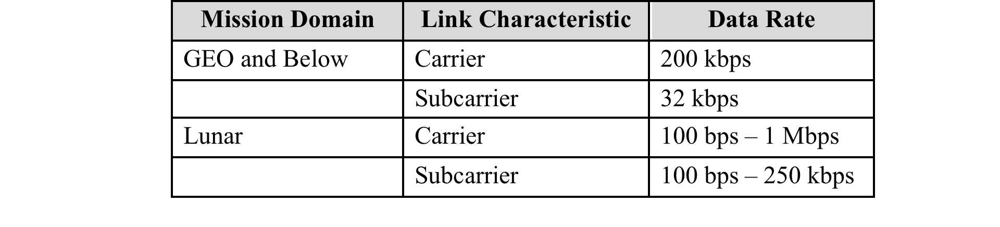 Mission Domain Link Characteristic Data Rate
GEO and Below Carrier 200 kbps
Subcarrier 32 kbps
Lunar Carrier 100 bps – 1 Mbps
Subcarrier 100 bps – 250 kbps